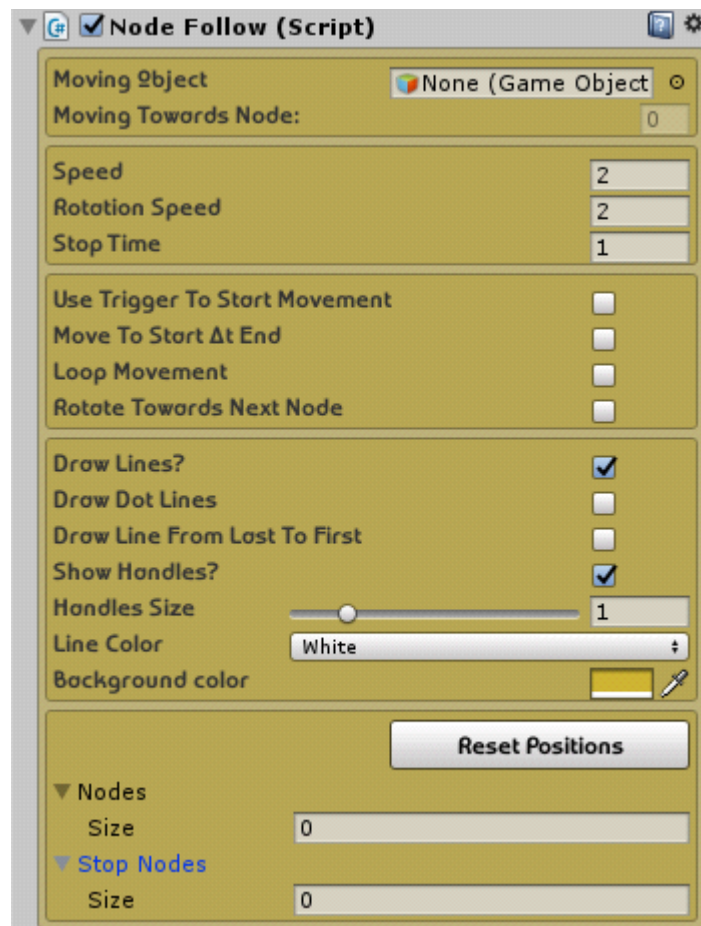 Node Follow (Script)
Moving Object None (Game Object
Moving Towards Node: 0
Speed 2
Rotation Speed 2
Stop Time 1
Use Trigger To Start Movement
Move To Start At End
Loop Movement
Rotate Towards Next Node
Draw Lines?
Draw Dot Lines
Draw Line From Last To First
Show Handles?
Handles Size 1
Line Color White
Background color
Reset Positions
Nodes
Size 0
Stop Nodes
Size 0